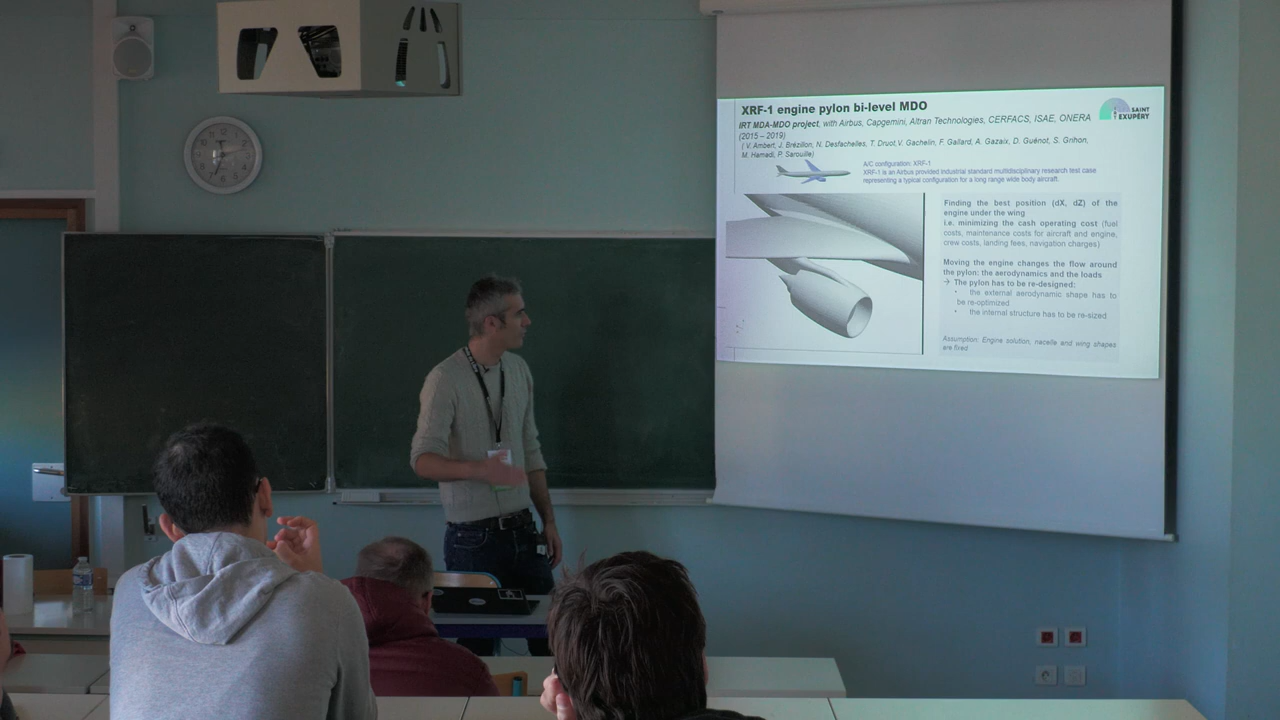 XRF-1 engine pylon bi-level MDO
SAINT
EXUPÉRY
IRT MDA-MDO project, with Airbus, Capgemini, Altran Technologies, CERFACS, ISAE, ONERA
(2015 – 2019)
( V. Ambert, J. Brézillon, N. Desfachelles, T. Druot, V. Gachelin, F. Gallard, A. Gazaix, D. Guénot, S. Grihon,
M. Hamadi, P. Sarouille)
A/C configuration: XRF-1
XRF-1 is an Airbus provided industrial standard multidisciplinary research test case
representing a typical configuration for a long range wide body aircraft.
Finding the best position (dX, dZ) of the
engine under the wing
i.e. minimizing the cash operating cost (fuel
costs, maintenance costs for aircraft and engine,
crew costs, landing fees, navigation charges)
Moving the engine changes the flow around
the pylon: the aerodynamics and the loads
→ The pylon has to be re-designed:
• the external aerodynamic shape has to
be re-optimized
• the internal structure has to be re-sized
Assumption: Engine solution, nacelle and wing shapes
are fixed